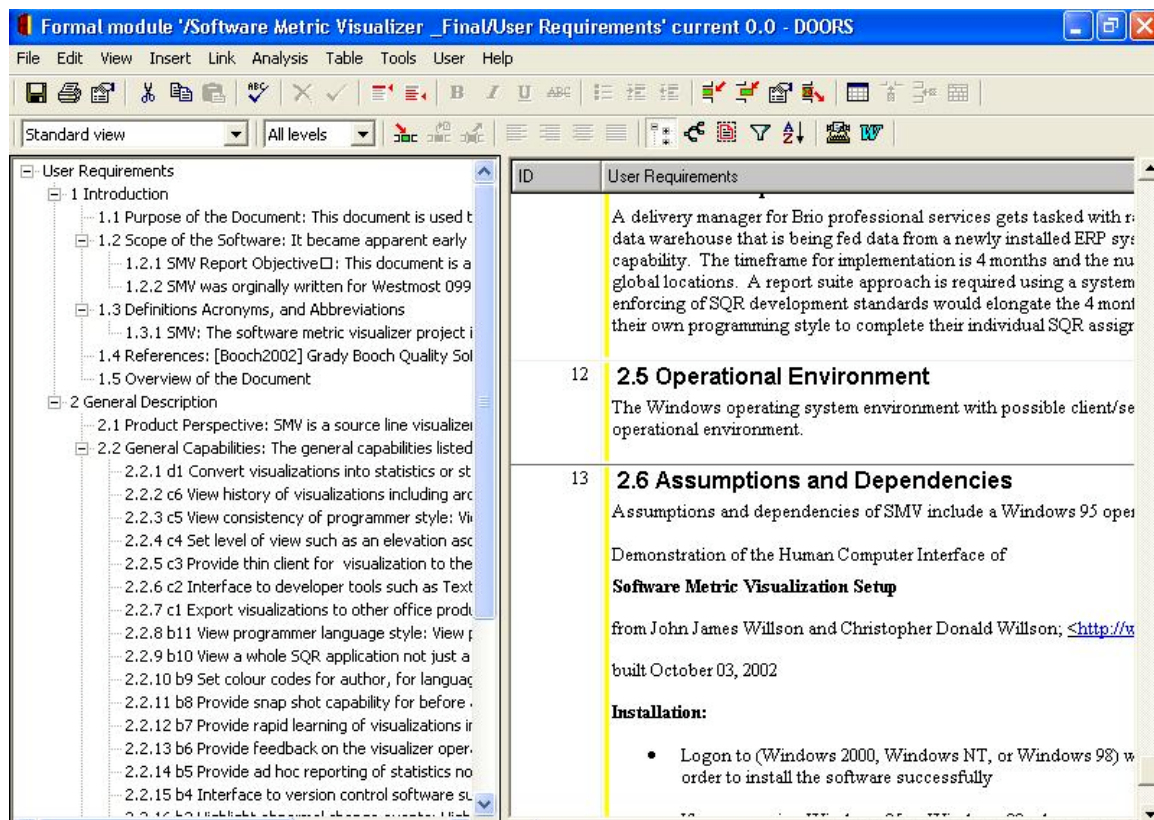 Formal module '/Software Metric Visualizer _Final/User Requirements' current 0.0 - DOORS
File Edit View Insert Link Analysis Table Tools User Help
ABC B I U ABC
Standard view All levels W
User Requirements
1 Introduction
1.1 Purpose of the Document: This document is used t
1.2 Scope of the Software: It became apparent early
1.2.1 SMV Report Objective□: This document is a
1.2.2 SMV was orginally written for Westmost 099
1.3 Definitions Acronyms, and Abbreviations
1.3.1 SMV: The software metric visualizer project i
1.4 References: [Booch2002] Grady Booch Quality Sol
1.5 Overview of the Document
2 General Description
2.1 Product Perspective: SMV is a source line visualizer
2.2 General Capabilities: The general capabilities listed
2.2.1 d1 Convert visualizations into statistics or st
2.2.2 c6 View history of visualizations including arc
2.2.3 c5 View consistency of programmer style: Vi
2.2.4 c4 Set level of view such as an elevation asc
2.2.5 c3 Provide thin client for visualization to the
2.2.6 c2 Interface to developer tools such as Text
2.2.7 c1 Export visualizations to other office produ
2.2.8 b11 View programmer language style: View p
2.2.9 b10 View a whole SQR application not just a
2.2.10 b9 Set colour codes for author, for languag
2.2.11 b8 Provide snap shot capability for before
2.2.12 b7 Provide rapid learning of visualizations ir
2.2.13 b6 Provide feedback on the visualizer oper
2.2.14 b5 Provide ad hoc reporting of statistics no
2.2.15 b4 Interface to version control software su
ID User Requirements
A delivery manager for Brio professional services gets tasked with r
data warehouse that is being fed data from a newly installed ERP sys
capability. The timeframe for implementation is 4 months and the nu
global locations. A report suite approach is required using a system
enforcing of SQR development standards would elongate the 4 mont
their own programming style to complete their individual SQR assign
12 2.5 Operational Environment
The Windows operating system environment with possible client/se
operational environment.
13 2.6 Assumptions and Dependencies
Assumptions and dependencies of SMV include a Windows 95 oper
Demonstration of the Human Computer Interface of
Software Metric Visualization Setup
from John James Willson and Christopher Donald Willson; <http://w
built October 03, 2002
Installation:
• Logon to (Windows 2000, Windows NT, or Windows 98) w
order to install the software successfully